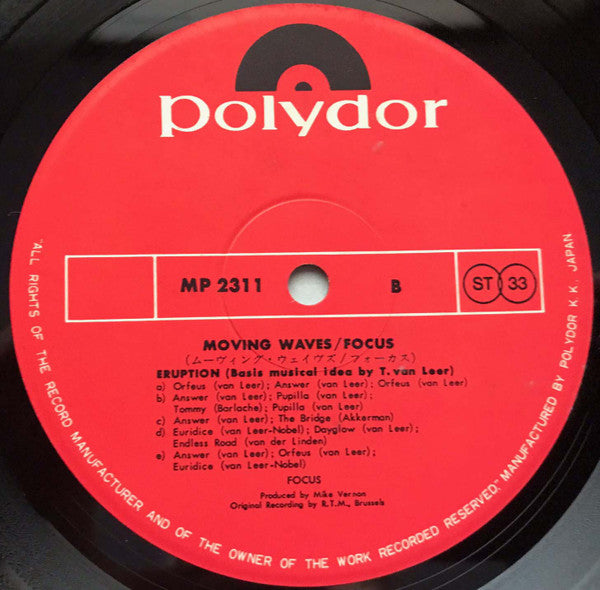 polydor
MP 2311 B ST 33
MOVING WAVES/FOCUS
(ムーヴィング・ウェイヴズ/フォーカス)
ERUPTION (Basis musical idea by T. van Leer)
a) Orfeus (van Leer); Answer (van Leer); Orfeus (van Leer)
b) Answer (van Leer); Pupilla (van Leer);
Tommy (Barlache); Pupilla (van Leer)
c) Answer (van Leer); The Bridge (Akkerman)
d) Euridice (van Leer-Nobel); Dayglow (van Leer);
Endless Road (van der Linden)
e) Answer (van Leer); Orfeus (van Leer);
Euridice (van Leer-Nobel)
FOCUS
Produced by Mike Vernon
Original Recording by R.T.M., Brussels
"ALL RIGHTS OF THE RECORD MANUFACTURER AND OF THE OWNER OF THE WORK RECORDED RESERVED." MANUFACTURED BY POLYDOR K.K. JAPAN